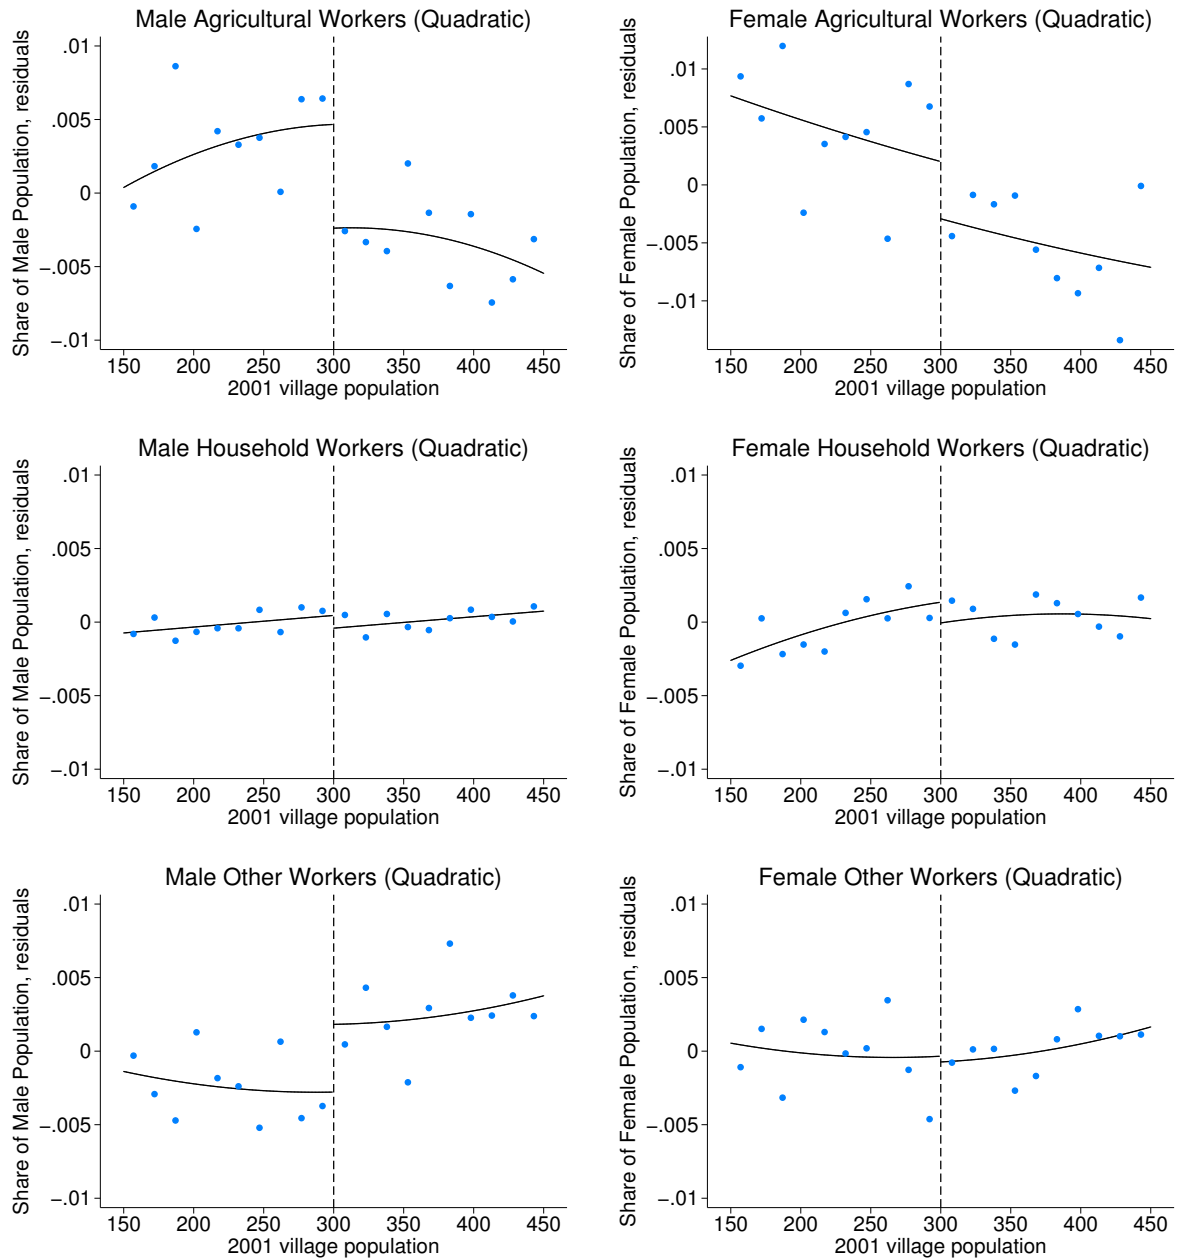 Male Agricultural Workers (Quadratic)
Share of Male Population, residuals
.01
.005
0
−.005
−.01
150 200 250 300 350 400 450
2001 village population
Female Agricultural Workers (Quadratic)
Share of Female Population, residuals
.01
.005
0
−.005
−.01
150 200 250 300 350 400 450
2001 village population
Male Household Workers (Quadratic)
Share of Male Population, residuals
.01
.005
0
−.005
−.01
150 200 250 300 350 400 450
2001 village population
Female Household Workers (Quadratic)
Share of Female Population, residuals
.01
.005
0
−.005
−.01
150 200 250 300 350 400 450
2001 village population
Male Other Workers (Quadratic)
Share of Male Population, residuals
.01
.005
0
−.005
−.01
150 200 250 300 350 400 450
2001 village population
Female Other Workers (Quadratic)
Share of Female Population, residuals
.01
.005
0
−.005
−.01
150 200 250 300 350 400 450
2001 village population